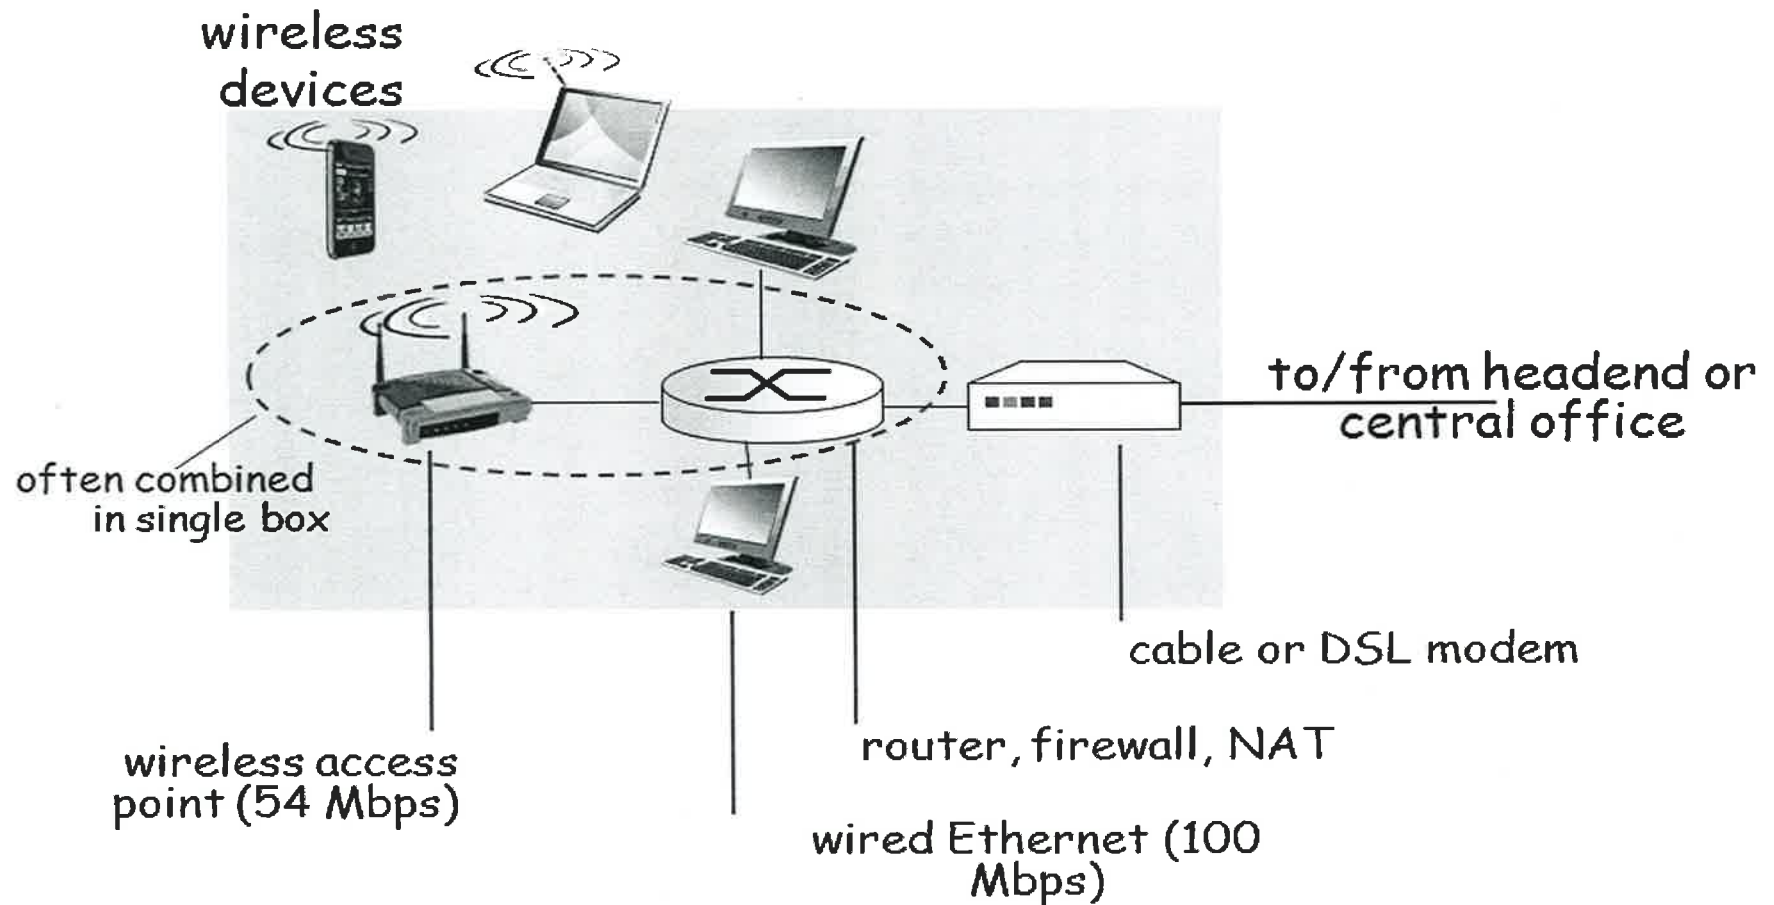 wireless
devices
to/from headend or
central office
often combined
in single box
cable or DSL modem
router, firewall, NAT
wireless access
point (54 Mbps)
wired Ethernet (100
Mbps)